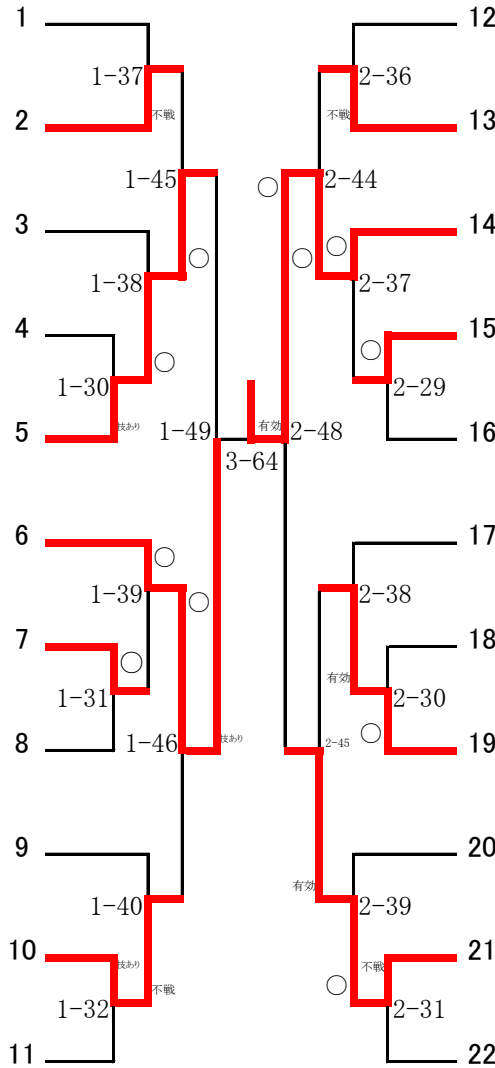 1 12
1-37 2-36
2 不戦 不戦 13
1-45 ○ 2-44
3 ○ ○ ○ 14
1-38 2-37
4 ○ ○ 15
1-30 2-29
5 技あり 1-49 有効 2-48 16
3-64
6 ○ 17
1-39 ○ 2-38
7 ○ 有効 18
1-31 2-30
8 1-46 技あり 2-45 ○ 19
9 有効 20
1-40 2-39
10 技あり 不戦 不戦 21
1-32 ○ 2-31
11 22